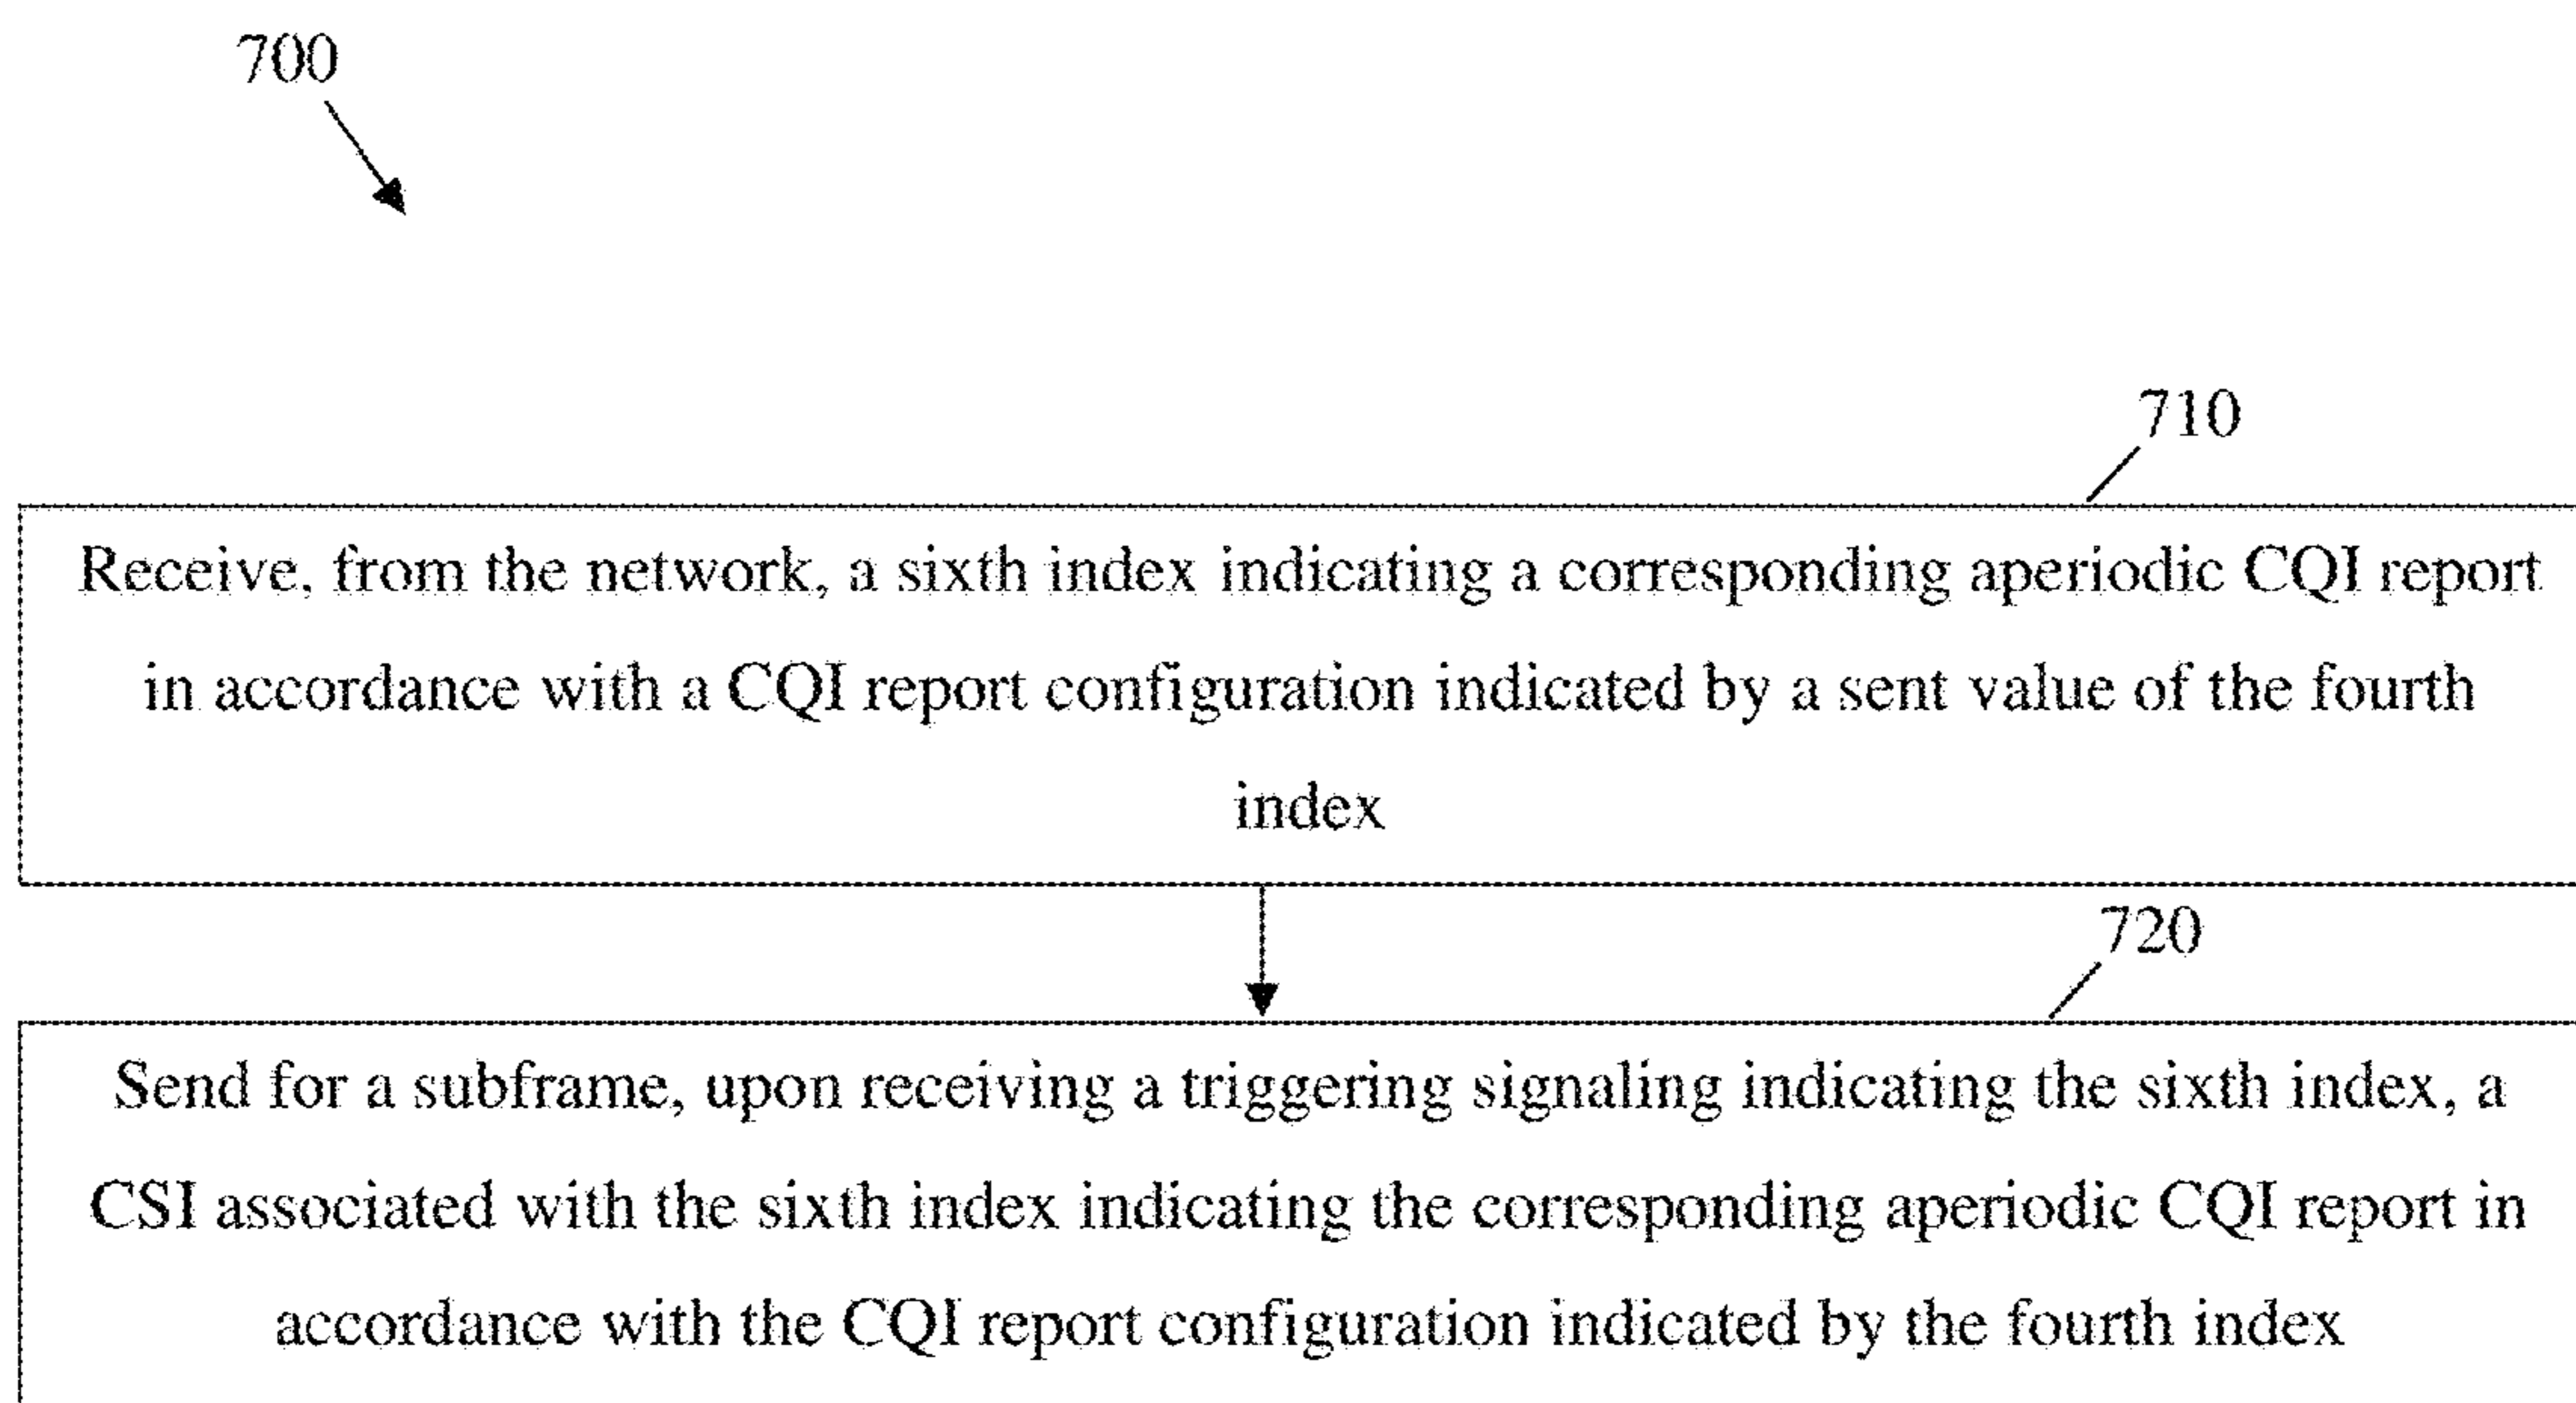 700
710
Receive, from the network, a sixth index indicating a corresponding aperiodic CQI report
in accordance with a CQI report configuration indicated by a sent value of the fourth
index
720
Send for a subframe, upon receiving a triggering signaling indicating the sixth index, a
CSI associated with the sixth index indicating the corresponding aperiodic CQI report in
accordance with the CQI report configuration indicated by the fourth index